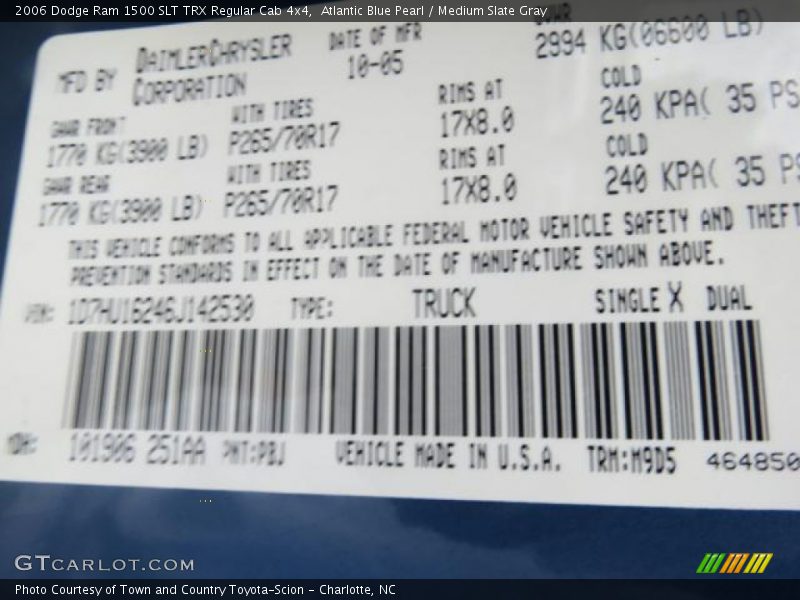 2006 Dodge Ram 1500 SLT TRX Regular Cab 4x4,  Atlantic Blue Pearl / Medium Slate Gray
MFD BY DAIMLERCHRYSLER CORPORATION DATE OF MFR 10-05 GVWR 2994 KG(06600 LB)
GAWR FRONT WITH TIRES RIMS AT COLD
1770 KG(3900 LB) P265/70R17 17X8.0 240 KPA( 35 PS
GAWR REAR WITH TIRES RIMS AT COLD
1770 KG(3900 LB) P265/70R17 17X8.0 240 KPA( 35 PS
THIS VEHICLE CONFORMS TO ALL APPLICABLE FEDERAL MOTOR VEHICLE SAFETY AND THEFT
PREVENTION STANDARDS IN EFFECT ON THE DATE OF MANUFACTURE SHOWN ABOVE.
VIN: 1D7HU16246J142530 TYPE: TRUCK SINGLE X DUAL
MDH: 101906 251AA PNT:PBJ VEHICLE MADE IN U.S.A. TRM:M9D5 464850
GTCARLOT.COM
Photo Courtesy of Town and Country Toyota-Scion - Charlotte, NC